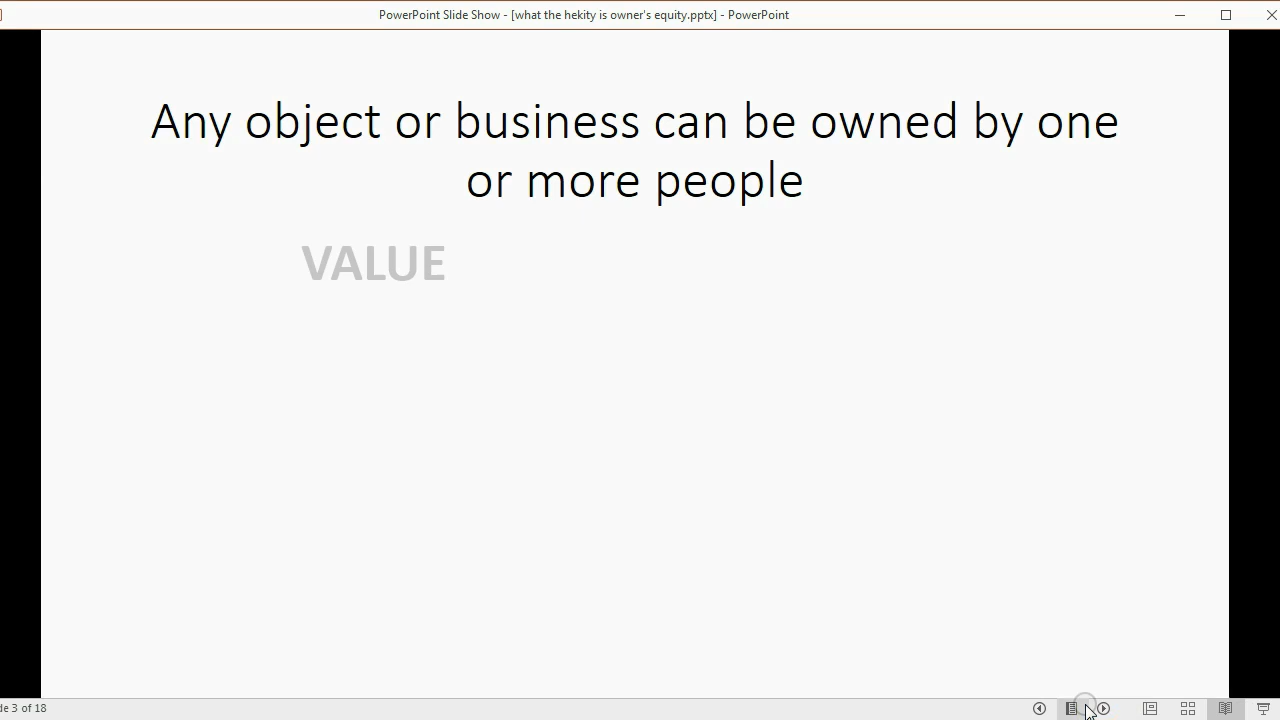 PowerPoint Slide Show - [what the hekity is owner's equity.pptx] - PowerPoint
Any object or business can be owned by one
or more people
VALUE
de 3 of 18